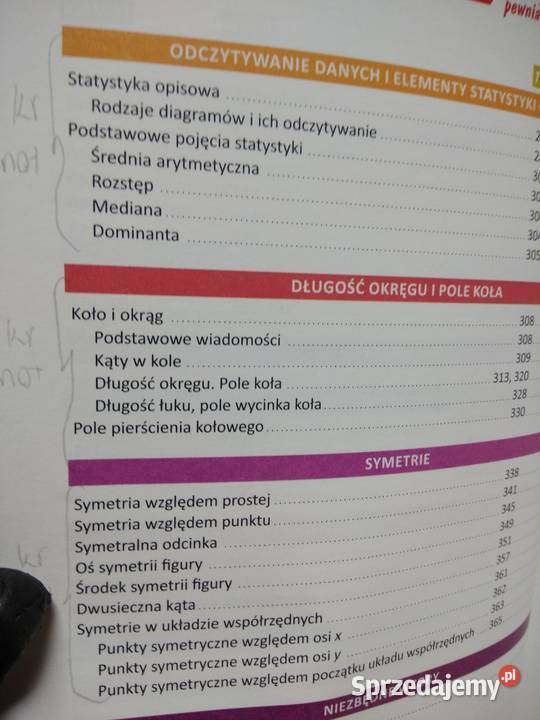 pewnia
ODCZYTYWANIE DANYCH I ELEMENTY STATYSTYKI
Statystyka opisowa
Rodzaje diagramów i ich odczytywanie
Podstawowe pojęcia statystyki
Średnia arytmetyczna
Rozstęp
Mediana
Dominanta 305
kr
not
DŁUGOŚĆ OKRĘGU I POLE KOŁA
Koło i okrąg 308
Podstawowe wiadomości 308
Kąty w kole 309
Długość okręgu. Pole koła 313, 320
Długość łuku, pole wycinka koła 328
Pole pierścienia kołowego 330
kr
not
SYMETRIE
Symetria względem prostej 338
Symetria względem punktu 341
Symetralna odcinka 345
Oś symetrii figury 349
Środek symetrii figury 351
Dwusieczna kąta 357
Symetrie w układzie współrzędnych 361
Punkty symetryczne względem osi x 362
Punkty symetryczne względem osi y 363
Punkty symetryczne względem początku układu współrzędnych 365
kr
Sprzedajemy.pl